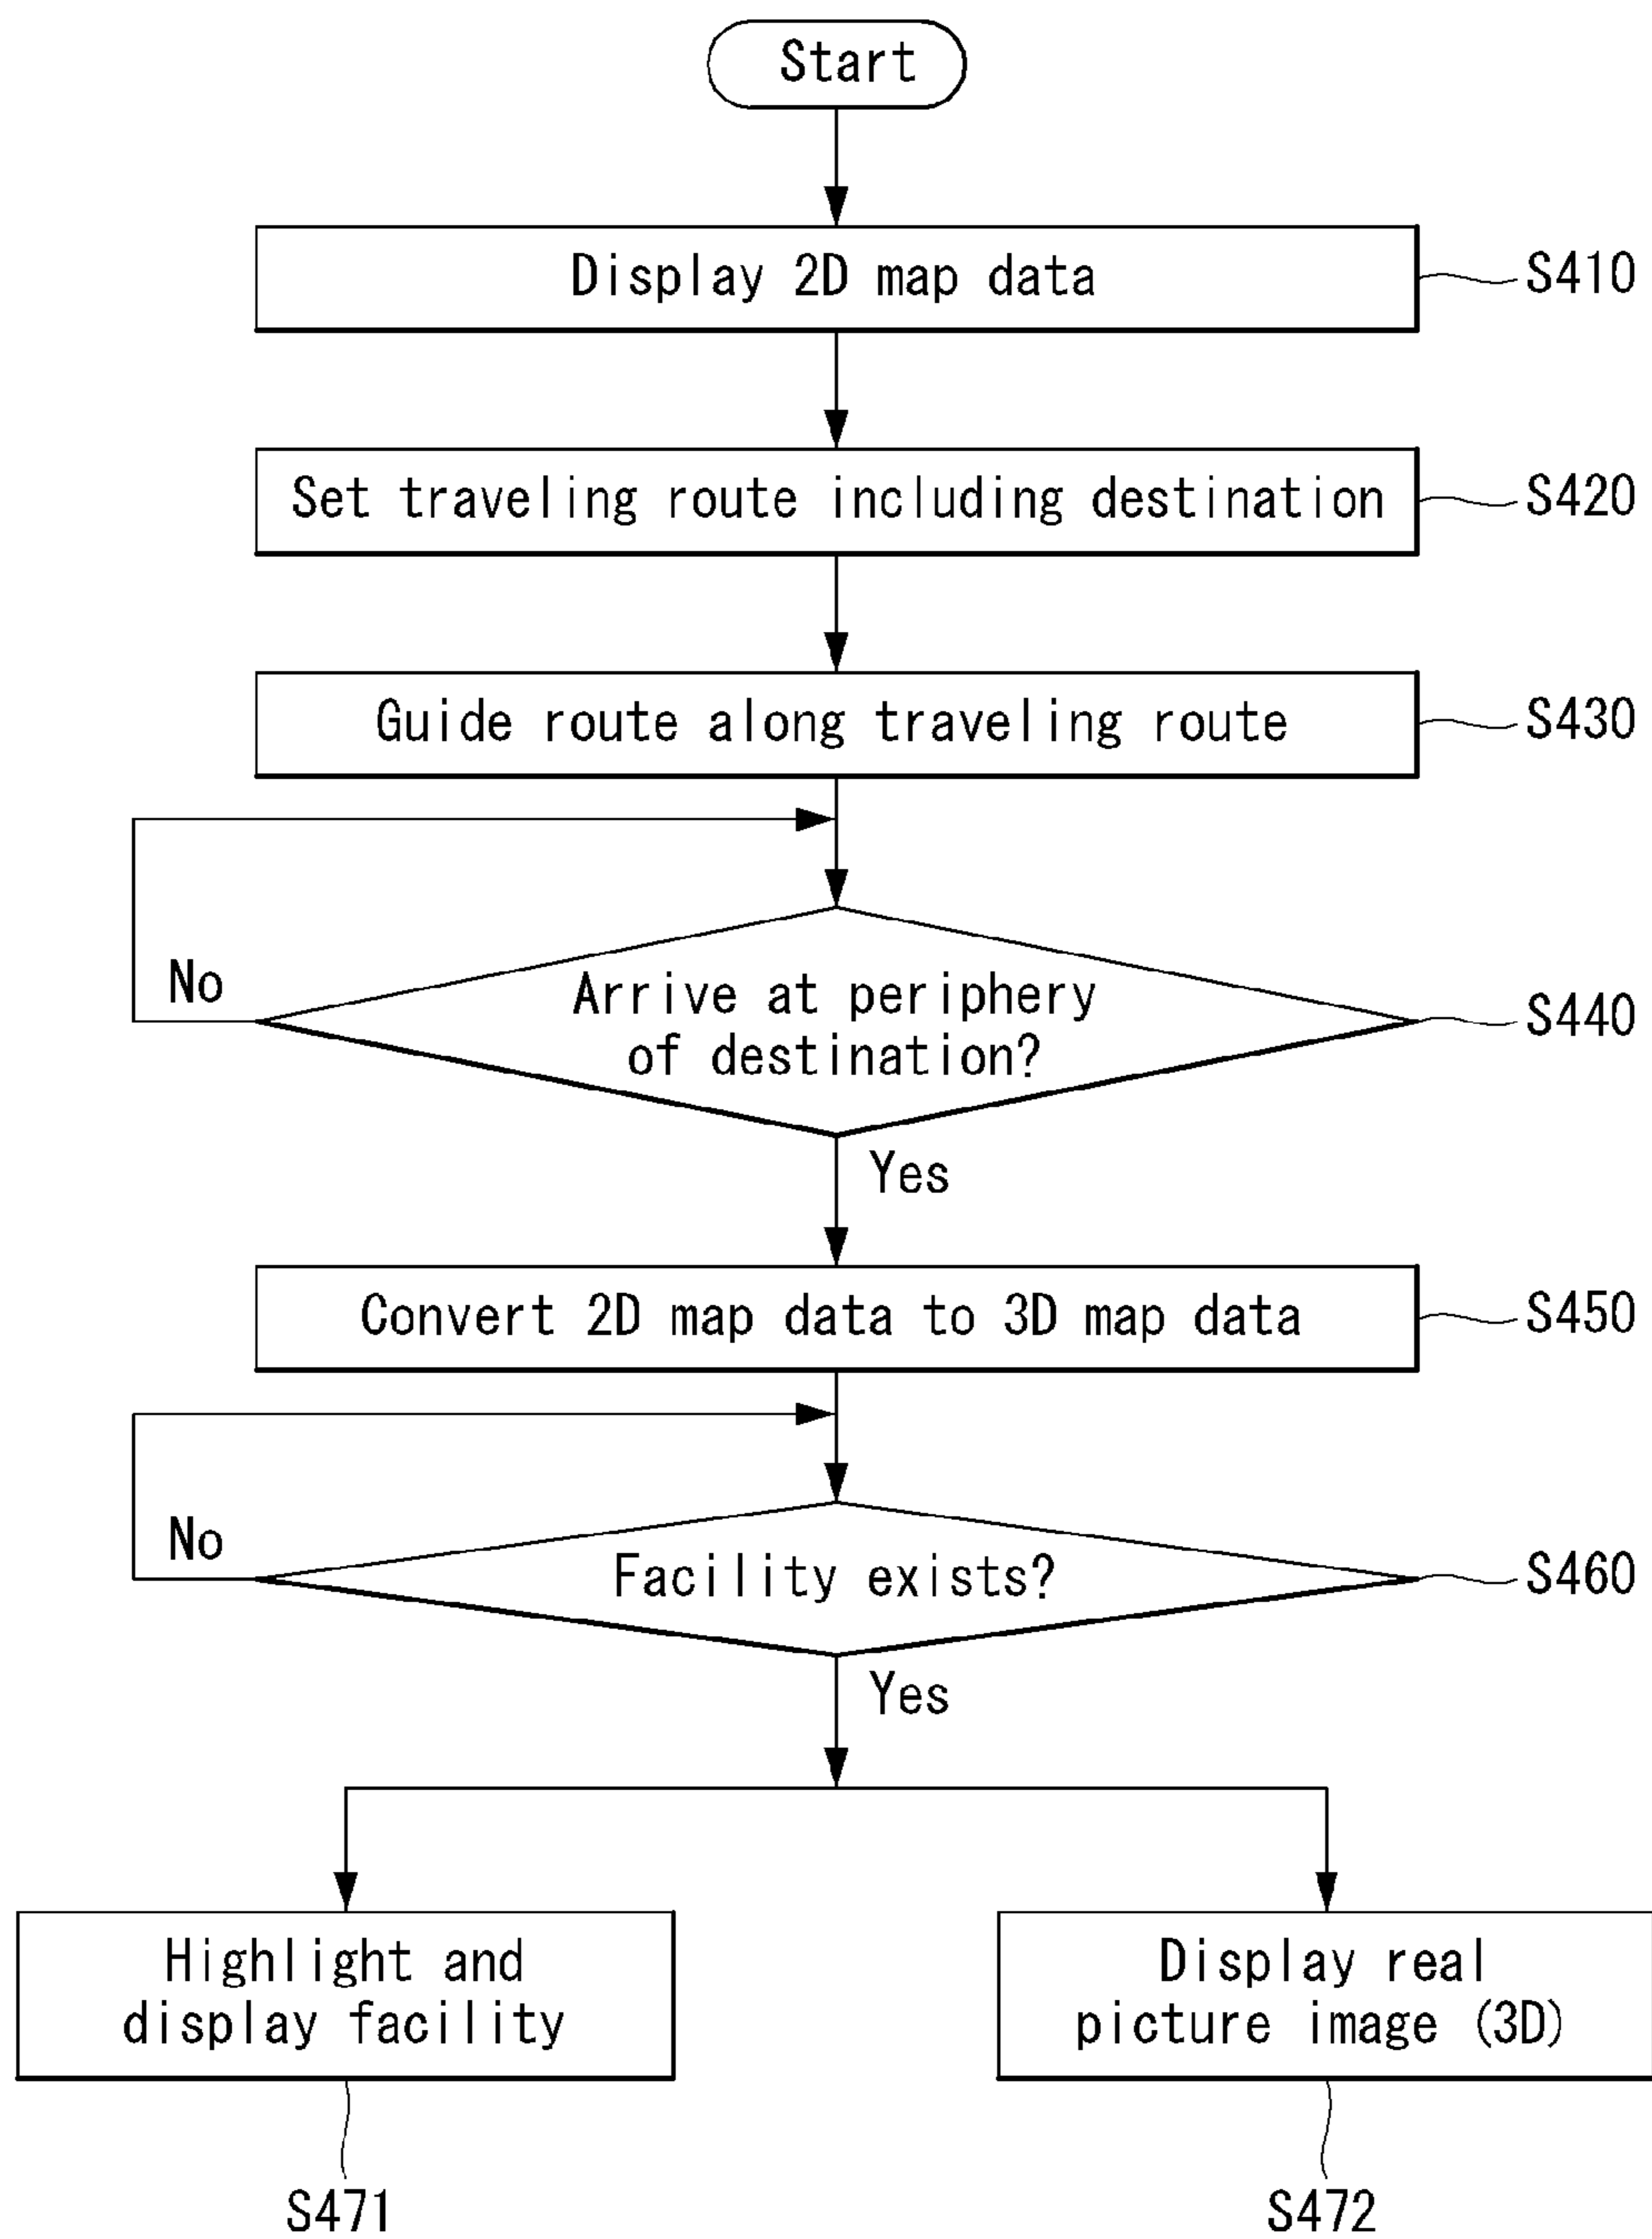 Start
Display 2D map data
S410
Set traveling route including destination
S420
Guide route along traveling route
S430
No
Arrive at periphery
of destination?
S440
Yes
Convert 2D map data to 3D map data
S450
No
Facility exists?
S460
Yes
Highlight and
display facility
Display real
picture image (3D)
S471
S472